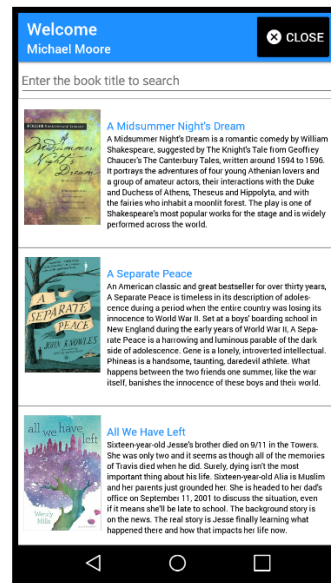 Welcome
Michael Moore
CLOSE
Enter the book title to search
A Midsummer Night's Dream
A Midsummer Night's Dream is a romantic comedy by William
Shakespeare, suggested by The Knight's Tale from Geoffrey
Chaucer's The Canterbury Tales, written around 1594 to 1596.
It portrays the adventures of four young Athenian lovers and
a group of amateur actors, their interactions with the Duke
and Duchess of Athens, Theseus and Hippolyta, and with
the fairies who inhabit a moonlit forest. The play is one of
Shakespeare's most popular works for the stage and is widely
performed across the world.
A
Midsummer
Night's
Dream
A Separate Peace
An American classic and great bestseller for over thirty years,
A Separate Peace is timeless in its description of adoles-
cence during a period when the entire country was losing its
innocence to World War II. Set at a boys' boarding school in
New England during the early years of World War II, A Sepa-
rate Peace is a harrowing and luminous parable of the dark
side of adolescence. Gene is a lonely, introverted intellectual.
Phineas is a handsome, taunting, daredevil athlete. What
happens between the two friends one summer, like the war
itself, banishes the innocence of these boys and their world.
A
SEPARATE
PEACE
JOHN KNOWLES
All We Have Left
Sixteen-year-old Jesse's brother died on 9/11 in the Towers.
She was only two and it seems as though all of the memories
of Travis died when he did. Surely, dying isn't the most
important thing about his life. Sixteen-year-old Alia is Muslim
and her parents just grounded her. She is headed to her dad's
office on September 11, 2001 to discuss the situation, even
if it means she'll be late to school. The background story is
on the news. The real story is Jesse finally learning what
happened there and how that impacts her life now.
all we have
left
Wendy
Mills